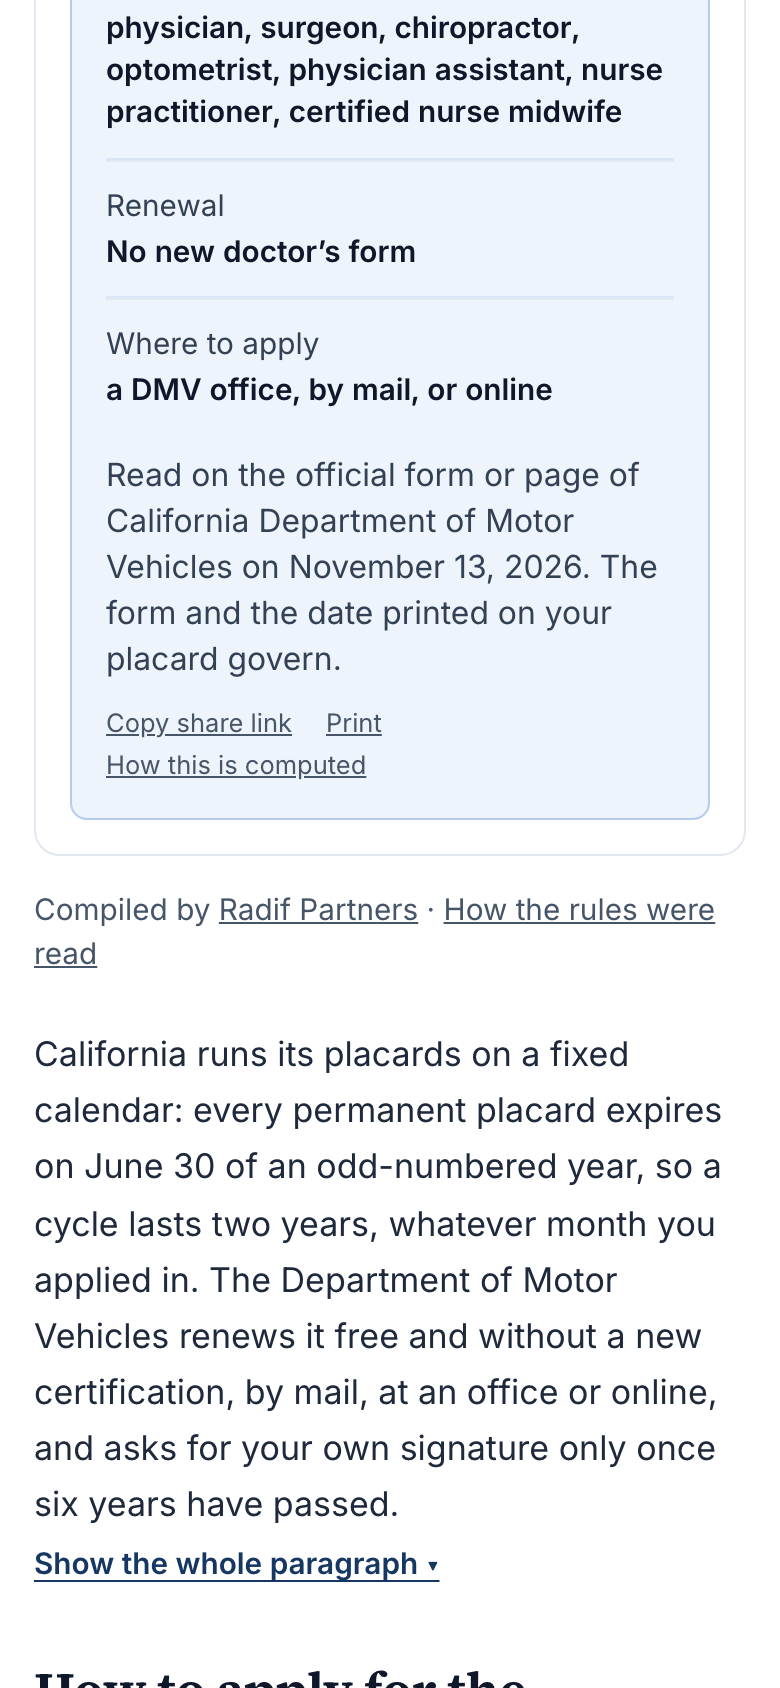 physician, surgeon, chiropractor,
optometrist, physician assistant, nurse
practitioner, certified nurse midwife
Renewal
No new doctor’s form
Where to apply
a DMV office, by mail, or online
Read on the official form or page of
California Department of Motor
Vehicles on November 13, 2026. The
form and the date printed on your
placard govern.
Copy share link Print
How this is computed
Compiled by Radif Partners · How the rules were
read
California runs its placards on a fixed
calendar: every permanent placard expires
on June 30 of an odd-numbered year, so a
cycle lasts two years, whatever month you
applied in. The Department of Motor
Vehicles renews it free and without a new
certification, by mail, at an office or online,
and asks for your own signature only once
six years have passed.
Show the whole paragraph ▾
How to apply for the